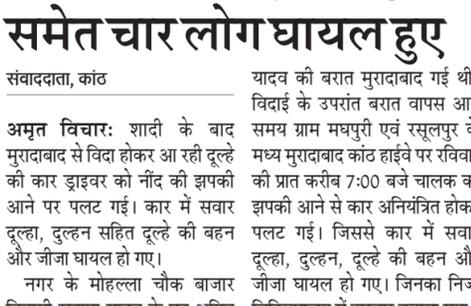 समेत चार लोग घायल हुए
संवाददाता, कांठ
अमृत विचारः शादी के बाद
मुरादाबाद से विदा होकर आ रही दूल्हे
की कार ड्राइवर को नींद की झपकी
आने पर पलट गई। कार में सवार
दूल्हा, दुल्हन सहित दूल्हे की बहन
और जीजा घायल हो गए।
नगर के मोहल्ला चौक बाजार
यादव की बरात मुरादाबाद गई थी
विदाई के उपरांत बरात वापस आ
समय ग्राम मघपुरी एवं रसूलपुर के
मध्य मुरादाबाद कांठ हाईवे पर रविवा
की प्रात करीब 7:00 बजे चालक क
झपकी आने से कार अनियंत्रित होक
पलट गई। जिससे कार में सवा
दूल्हा, दुल्हन, दूल्हे की बहन औ
जीजा घायल हो गए। जिनका निज